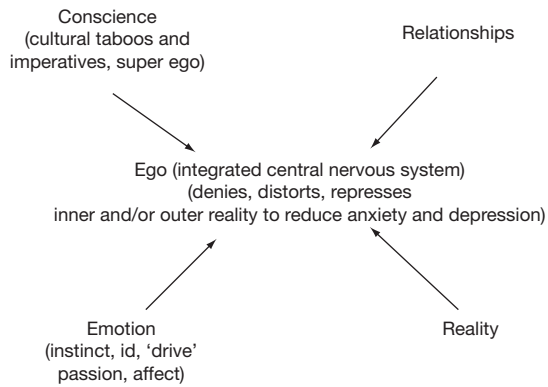 Conscience
(cultural taboos and
imperatives, super ego)
Relationships
Ego (integrated central nervous system)
(denies, distorts, represses
inner and/or outer reality to reduce anxiety and depression)
Emotion
(instinct, id, ‘drive’
passion, affect)
Reality